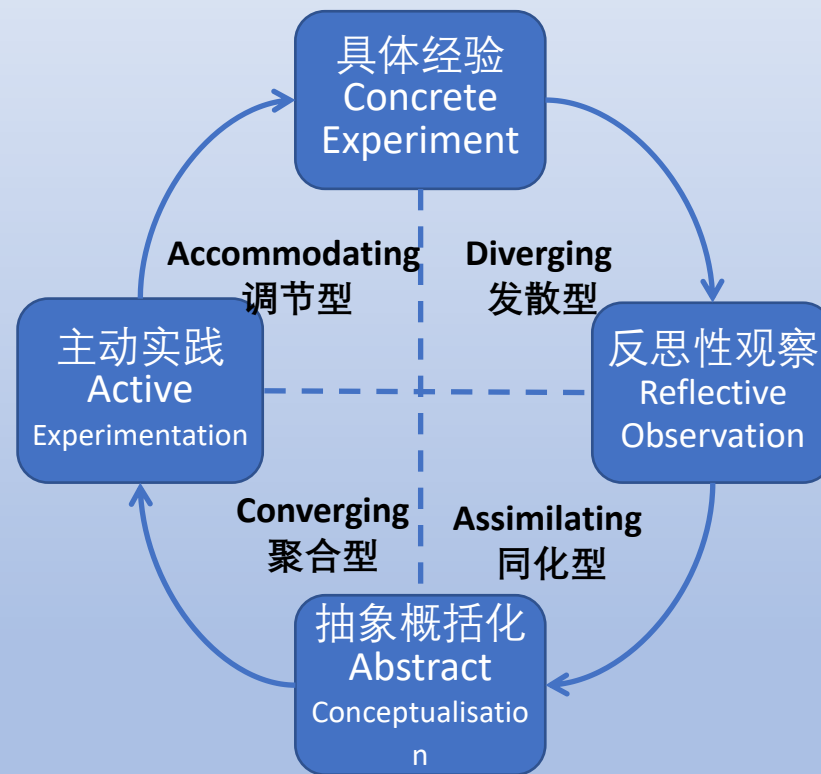 具体经验
Concrete
Experiment
Accommodating
调节型
Diverging
发散型
主动实践
Active
Experimentation
反思性观察
Reflective
Observation
Converging
聚合型
Assimilating
同化型
抽象概括化
Abstract
Conceptualisatio
n